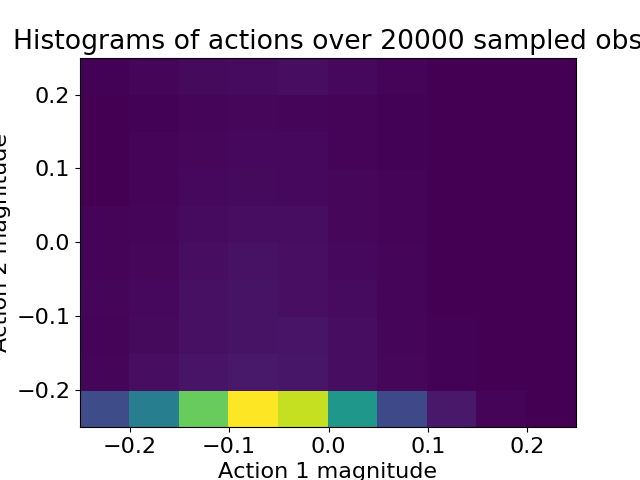 Histograms of actions over 20000 sampled obs
0.2
0.1
0.0
−0.1
−0.2
Action 2 magnitude
−0.2 −0.1 0.0 0.1 0.2
Action 1 magnitude